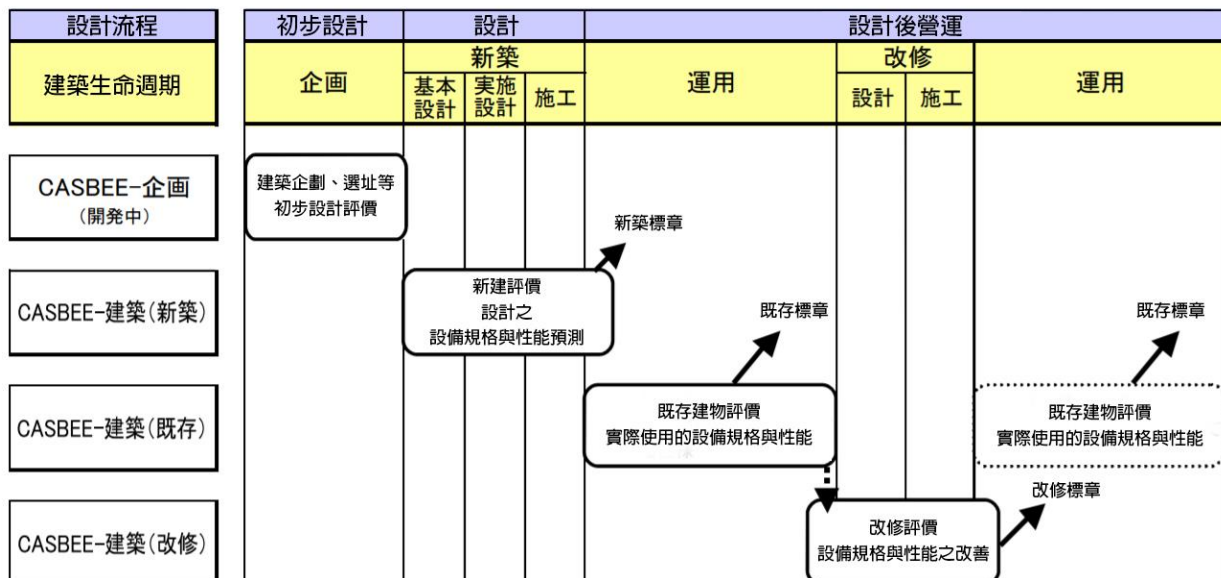 設計流程
初步設計
設計
設計後營運
建築生命週期
企画
新築
基本
設計
実施
設計
施工
運用
改修
設計
施工
運用
CASBEE-企画
(開発中)
建築企劃、選址等
初步設計評價
新築標章
CASBEE-建築(新築)
新建評價
設計之
設備規格與性能預測
既存標章
既存標章
CASBEE-建築(既存)
既存建物評價
實際使用的設備規格與性能
既存建物評價
實際使用的設備規格與性能
改修標章
CASBEE-建築(改修)
改修評價
設備規格與性能之改善